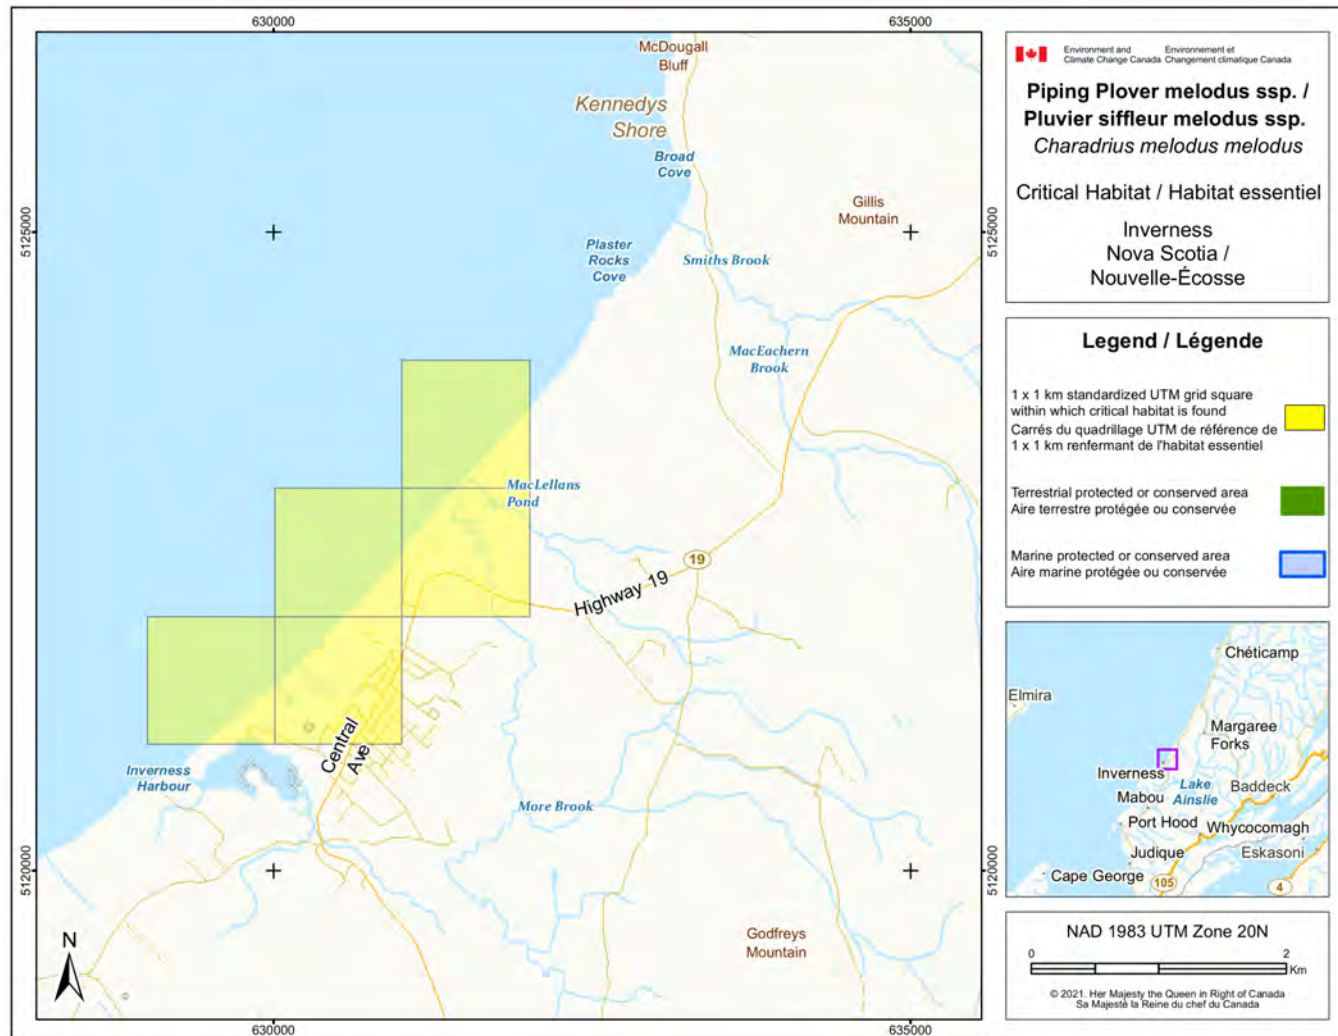 630000
635000
McDougall
Bluff
Kennedys
Shore
Broad
Cove
Gillis
Mountain
5125000
5125000
Plaster
Rocks
Cove
Smiths Brook
MacEachern
Brook
MacLellans
Pond
19
Highway 19
Central
Ave
Inverness
Harbour
More Brook
5120000
5120000
Godfreys
Mountain
N
630000
635000
Environment and
Climate Change Canada
Environnement et
Changement climatique Canada
Piping Plover melodus ssp. /
Pluvier siffleur melodus ssp.
Charadrius melodus melodus
Critical Habitat / Habitat essentiel
Inverness
Nova Scotia /
Nouvelle-Écosse
Legend / Légende
1 x 1 km standardized UTM grid square
within which critical habitat is found
Carrés du quadrillage UTM de référence de
1 x 1 km renfermant de l'habitat essentiel
Terrestrial protected or conserved area
Aire terrestre protégée ou conservée
Marine protected or conserved area
Aire marine protégée ou conservée
Chéticamp
Elmira
Margaree
Forks
Inverness
Lake
Ainslie
Baddeck
Mabou
Port Hood
Whycocomagh
Judique
Eskasoni
Cape George
105
4
NAD 1983 UTM Zone 20N
0
2
Km
© 2021. Her Majesty the Queen in Right of Canada
Sa Majesté la Reine du chef du Canada